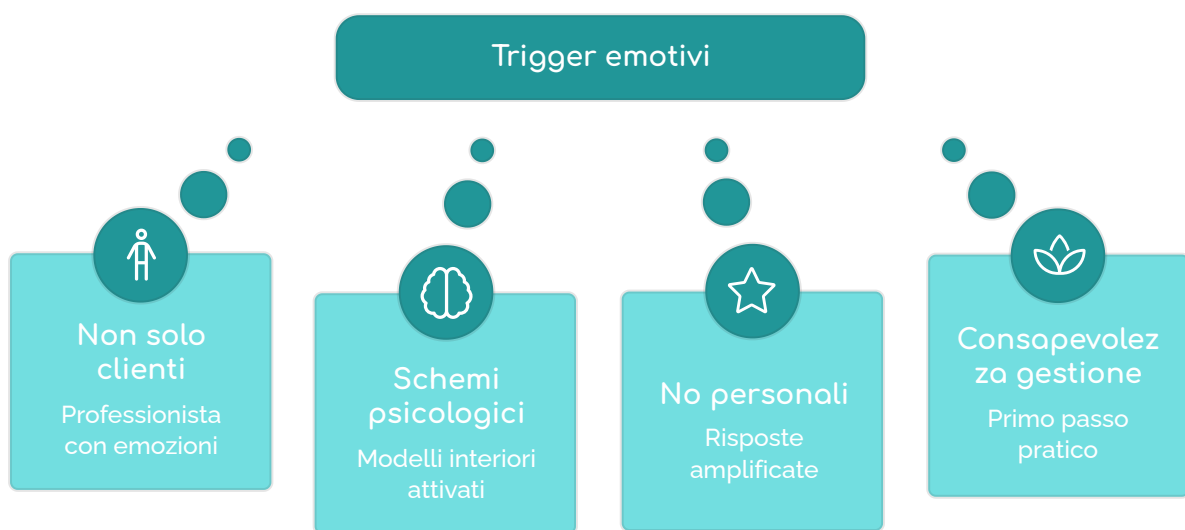 Trigger emotivi
Non solo
clienti
Professionista
con emozioni
Schemi
psicologici
Modelli interiori
attivati
No personali
Risposte
amplificate
Consapevolez
za gestione
Primo passo
pratico